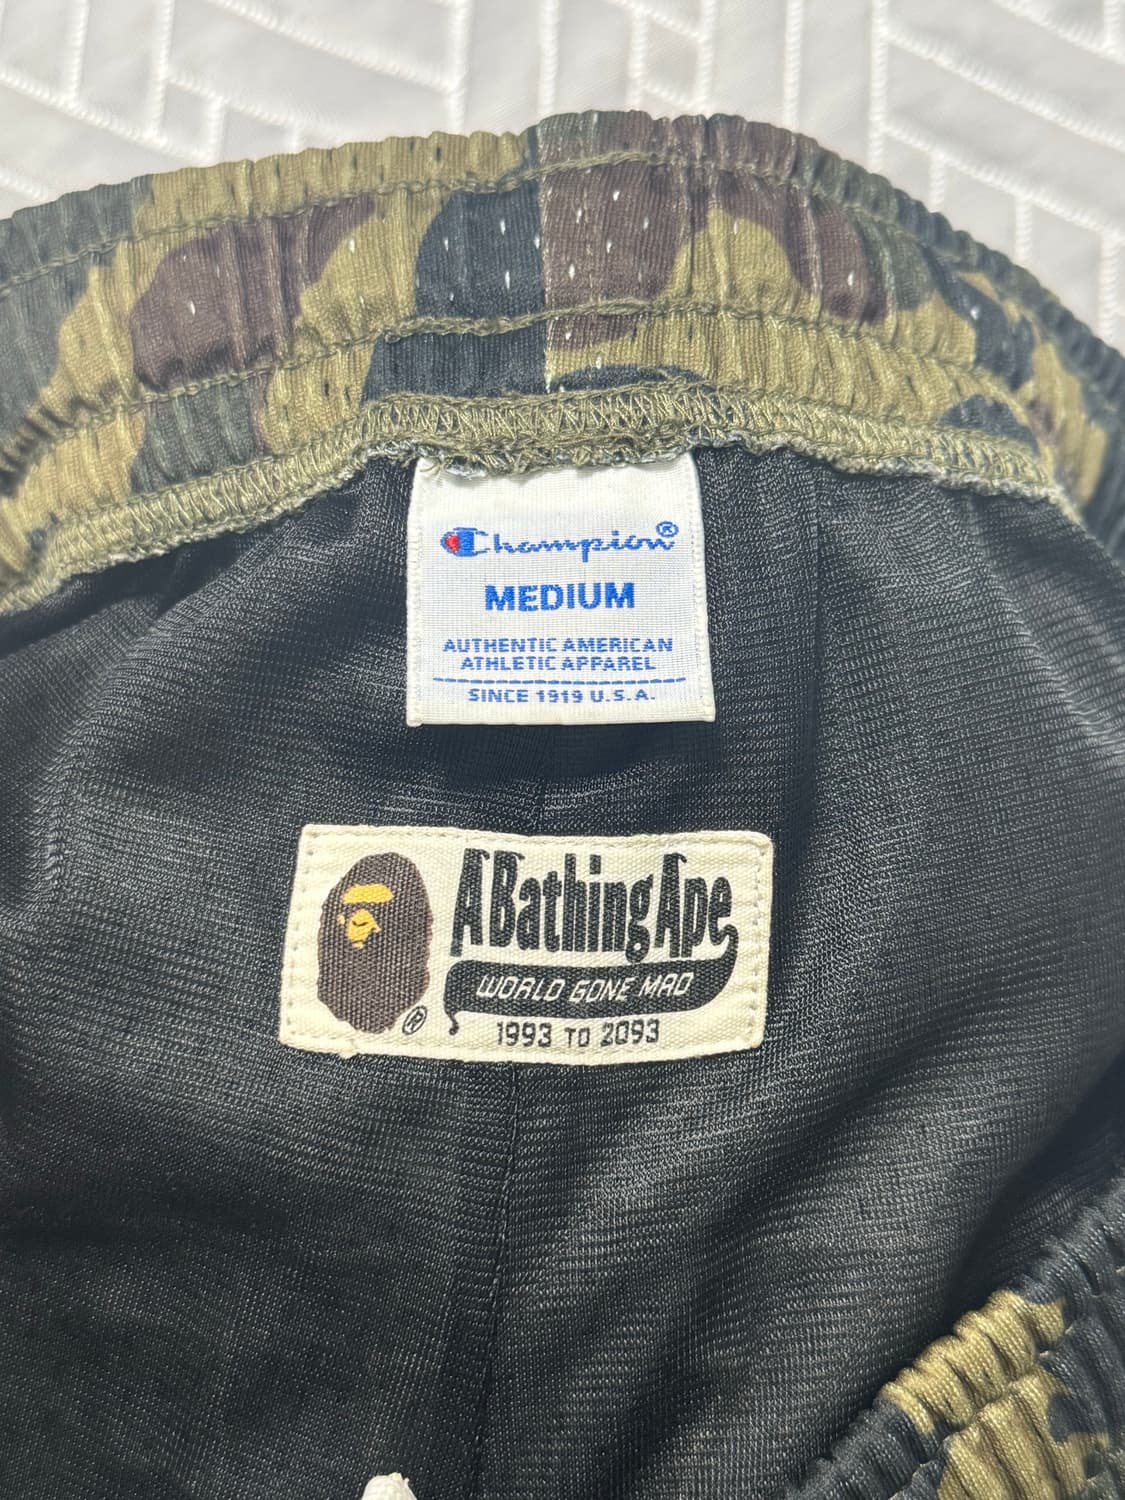 Champion®
MEDIUM
AUTHENTIC AMERICAN
ATHLETIC APPAREL
SINCE 1919 U.S.A.
A Bathing Ape
WORLD GONE MAD
®
1993 TO 2093